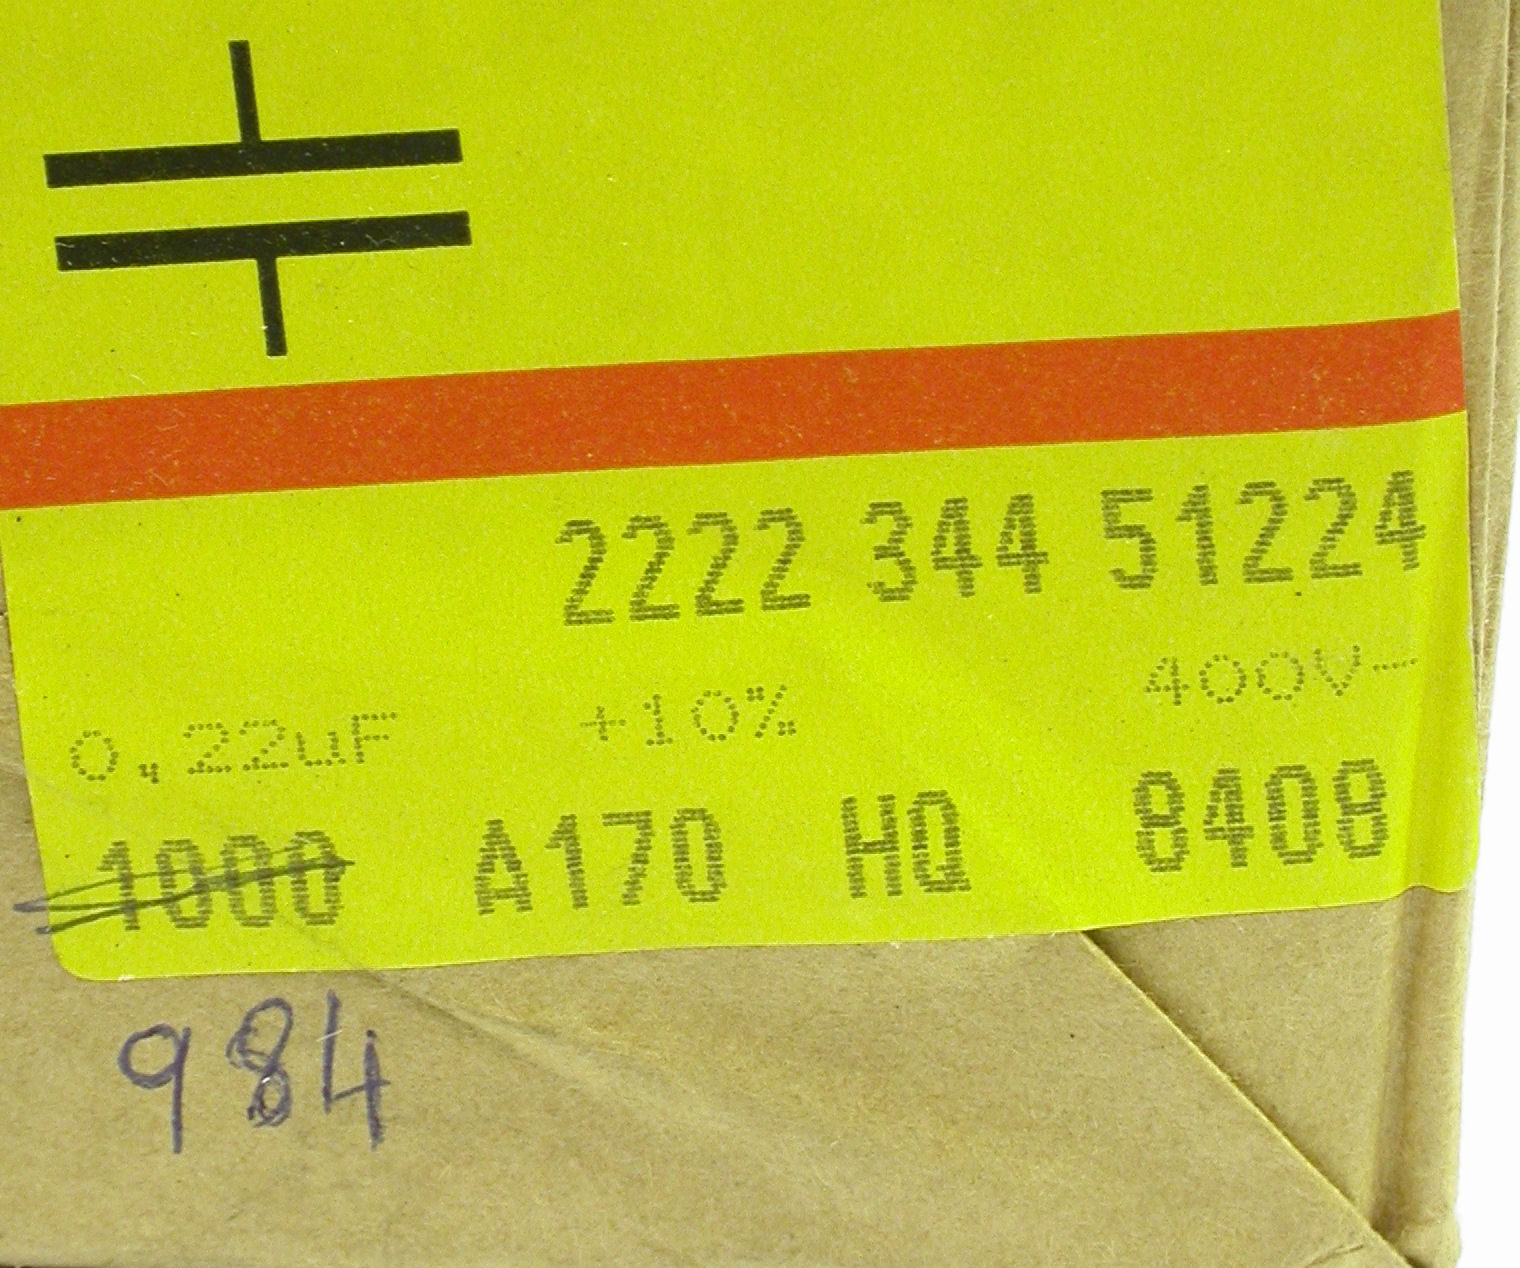 2222 344 51224
0,22uF +10% 400V-
1000 A170 HQ 8408
984